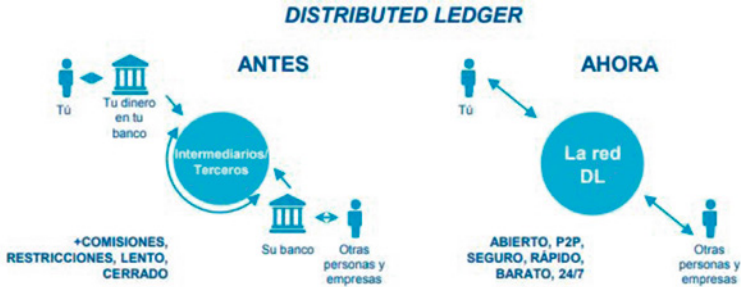 DISTRIBUTED LEDGER
ANTES
Tú
Tu dinero
en tu
banco
Intermediarios/
Terceros
Su banco
Otras
personas y
empresas
+COMISIONES,
RESTRICCIONES, LENTO,
CERRADO
AHORA
Tú
La red
DL
Otras
personas y
empresas
ABIERTO, P2P,
SEGURO, RÁPIDO,
BARATO, 24/7